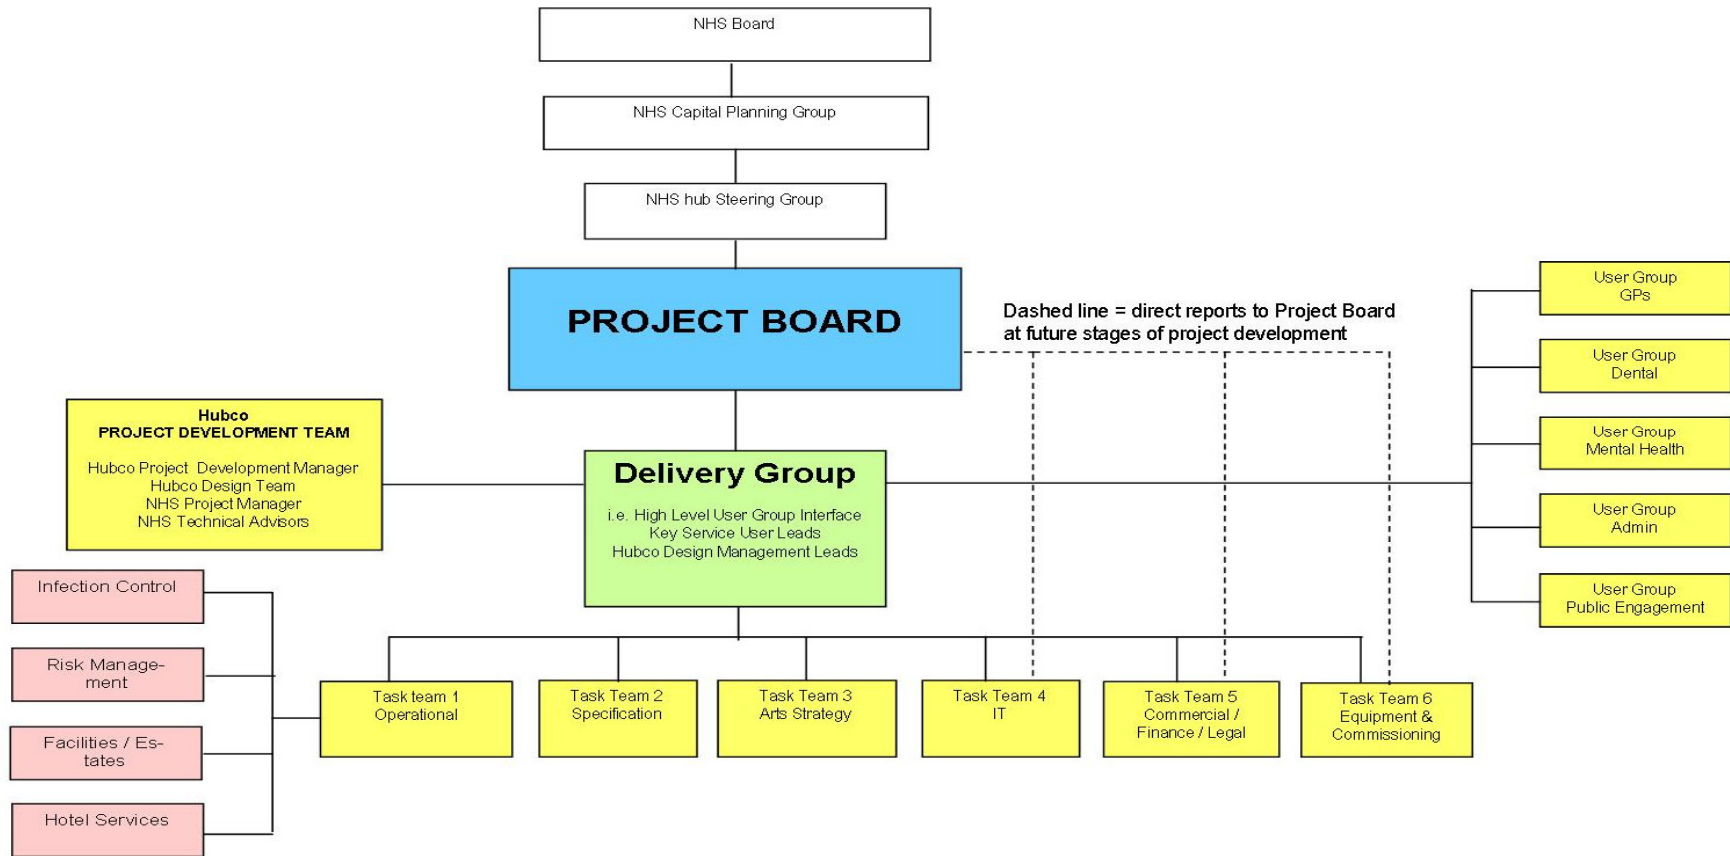 NHS Board
NHS Capital Planning Group
NHS hub Steering Group
PROJECT BOARD
Dashed line = direct reports to Project Board
at future stages of project development
User Group
GPs
User Group
Dental
User Group
Mental Health
User Group
Admin
User Group
Public Engagement
Hubco
PROJECT DEVELOPMENT TEAM
Hubco Project Development Manager
Hubco Design Team
NHS Project Manager
NHS Technical Advisors
Delivery Group
i.e. High Level User Group Interface
Key Service User Leads
Hubco Design Management Leads
Infection Control
Risk Manage-
ment
Facilities / Es-
tates
Hotel Services
Task team 1
Operational
Task Team 2
Specification
Task Team 3
Arts Strategy
Task Team 4
IT
Task Team 5
Commercial /
Finance / Legal
Task Team 6
Equipment &
Commissioning